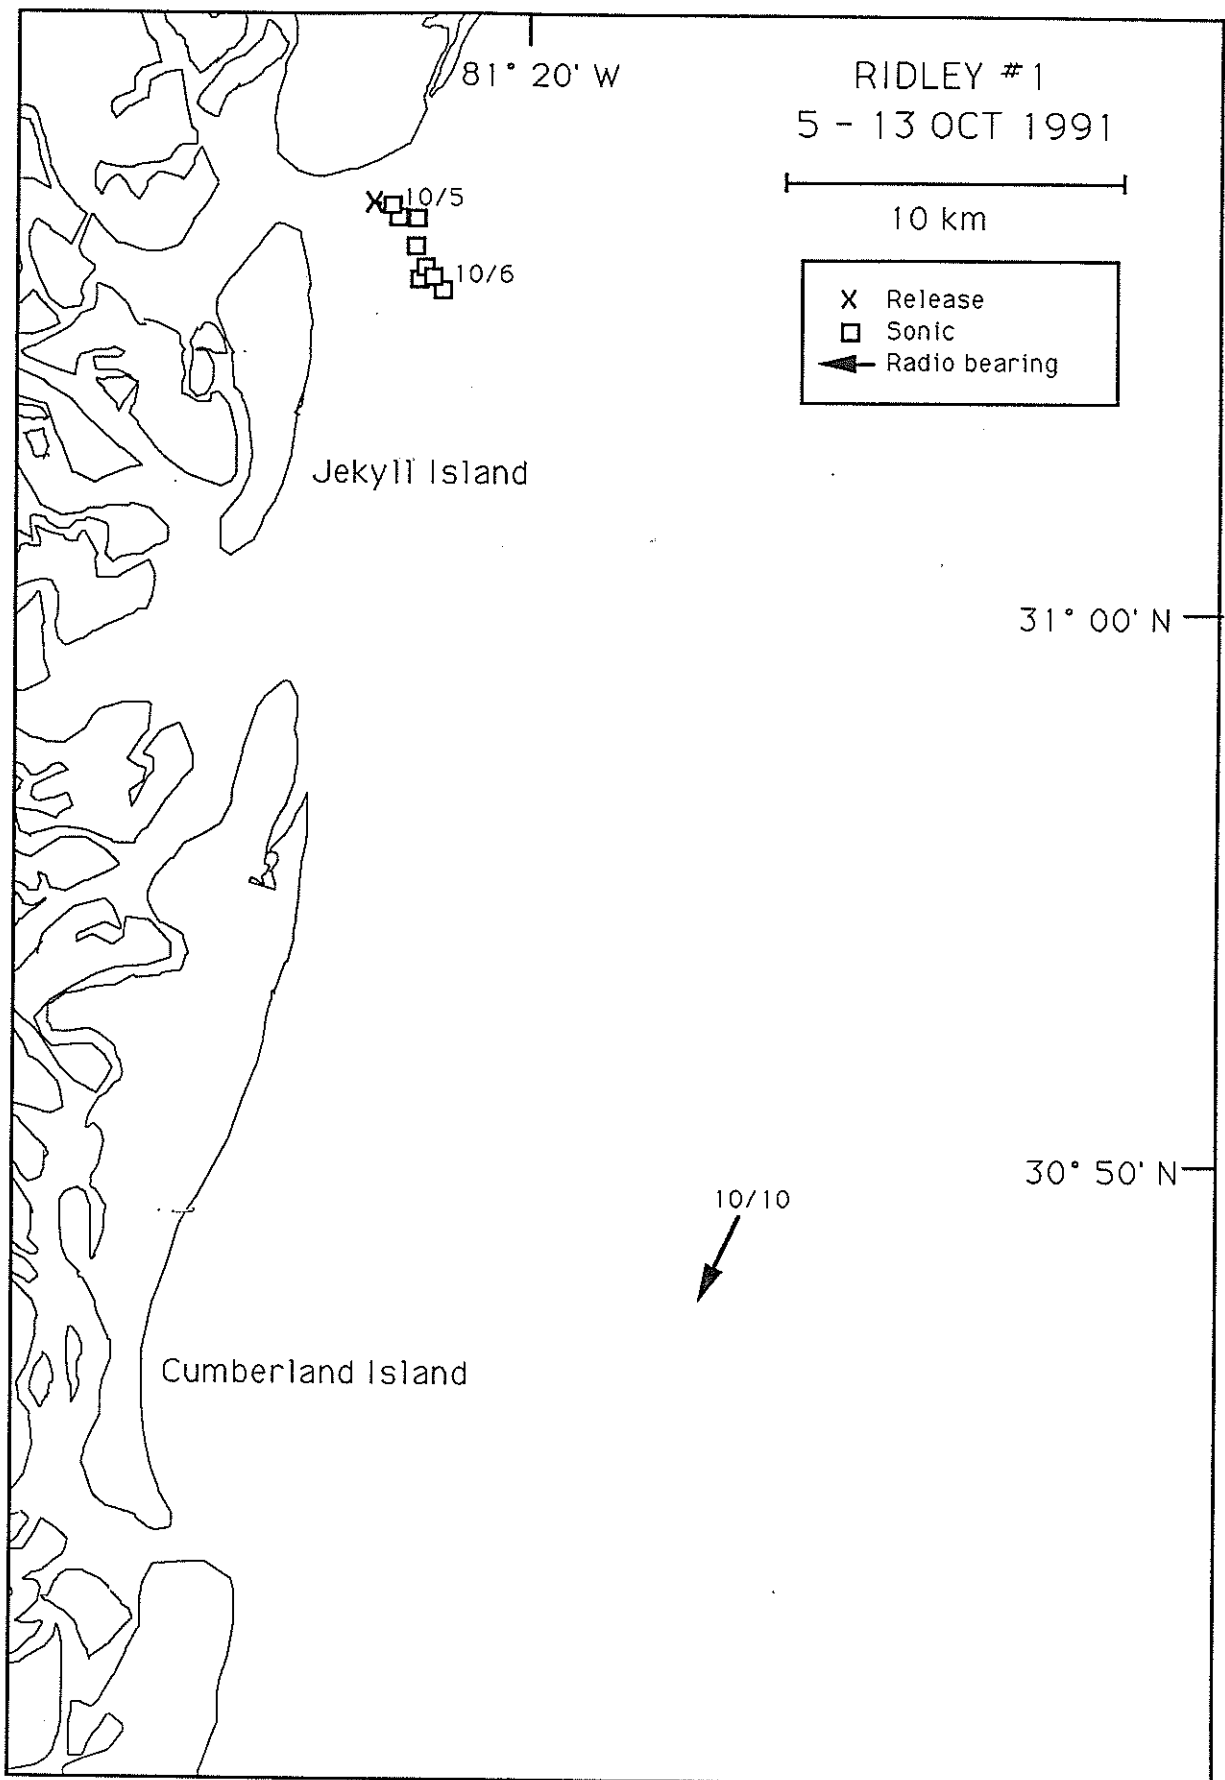 81° 20' W
RIDLEY #1
5 - 13 OCT 1991
10 km
10/5
10/6
X Release
Sonic
Radio bearing
Jekyll Island
31° 00' N
30° 50' N
10/10
Cumberland Island